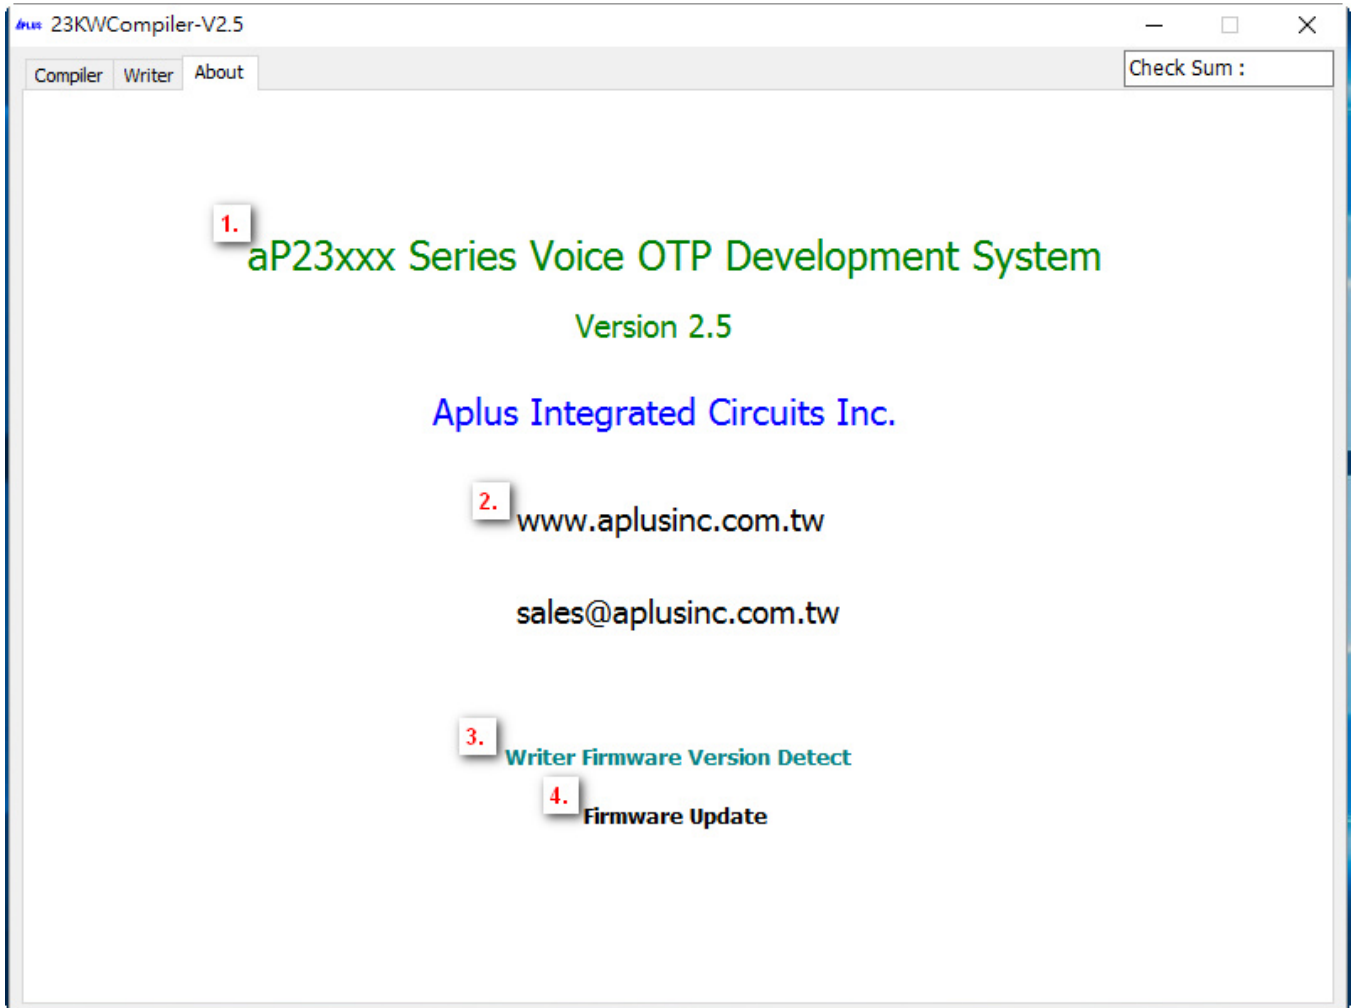 APLUS 23KWCompiler-V2.5
Compiler Writer About Check Sum :
1.
aP23xxx Series Voice OTP Development System
Version 2.5
Aplus Integrated Circuits Inc.
2.
www.aplusinc.com.tw
sales@aplusinc.com.tw
3.
Writer Firmware Version Detect
4.
Firmware Update